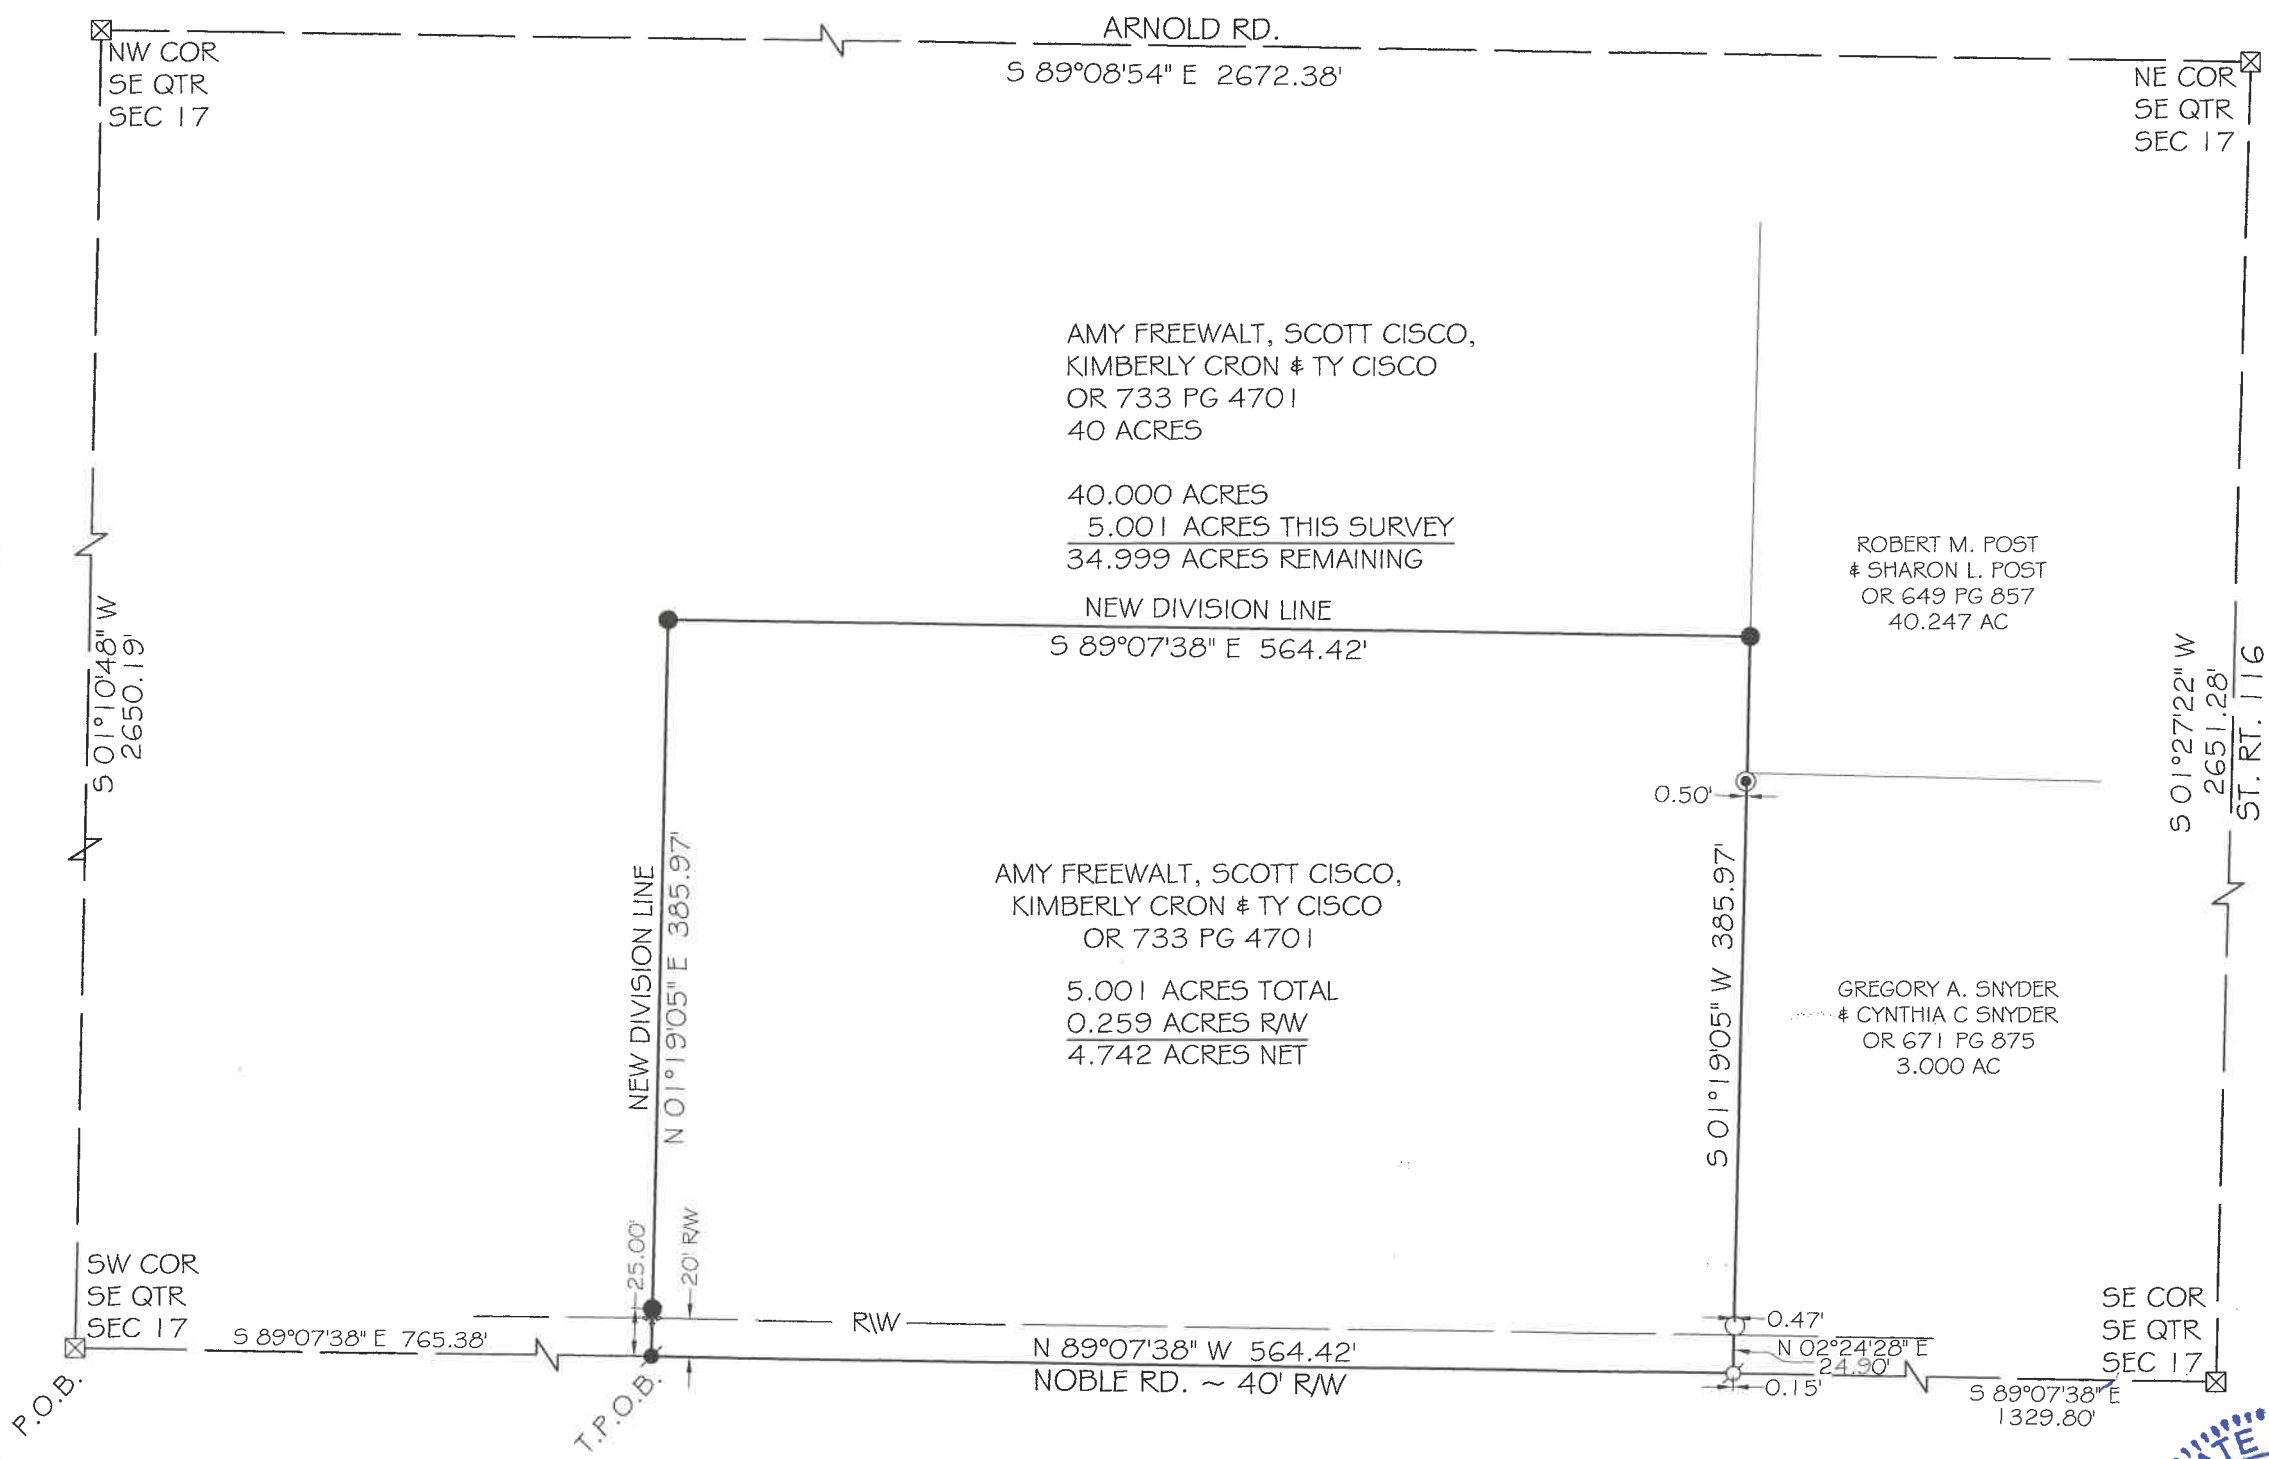 ARNOLD RD.
S 89°08'54" E 2672.38'
NW COR
SE QTR
SEC 17
NE COR
SE QTR
SEC 17
AMY FREEWALT, SCOTT CISCO,
KIMBERLY CRON & TY CISCO
OR 733 PG 4701
40 ACRES
40.000 ACRES
5.001 ACRES THIS SURVEY
34.999 ACRES REMAINING
NEW DIVISION LINE
S 89°07'38" E 564.42'
ROBERT M. POST
& SHARON L. POST
OR 649 PG 857
40.247 AC
S 01°10'48" W
2650.19'
S 01°27'22" W
2651.28'
ST. RT. 116
0.50'
NEW DIVISION LINE
N 01°19'05" E 385.97'
AMY FREEWALT, SCOTT CISCO,
KIMBERLY CRON & TY CISCO
OR 733 PG 4701
5.001 ACRES TOTAL
0.259 ACRES R/W
4.742 ACRES NET
S 01°19'05" W 385.97'
GREGORY A. SNYDER
& CYNTHIA C SNYDER
OR 671 PG 875
3.000 AC
25.00'
20' R/W
SW COR
SE QTR
SEC 17
S 89°07'38" E 765.38'
R\W
N 89°07'38" W 564.42'
NOBLE RD. ~ 40' R/W
0.47'
N 02°24'28" E
24.90'
0.15'
SE COR
SE QTR
SEC 17
S 89°07'38" E
1329.80'
P.O.B.
T.P.O.B.